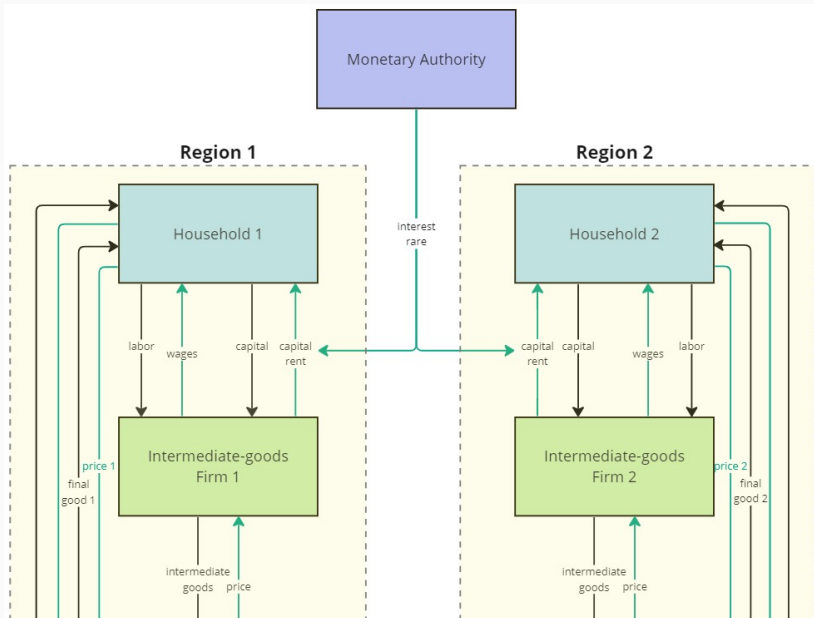 Monetary Authority
Region 1
Region 2
Household 1
interest
rare
Household 2
labor
wages
capital
capital
rent
capital
rent
capital
wages
labor
Intermediate-goods
Firm 1
Intermediate-goods
Firm 2
price 1
final
good 1
price 2
final
good 2
intermediate
goods
price
intermediate
goods
price